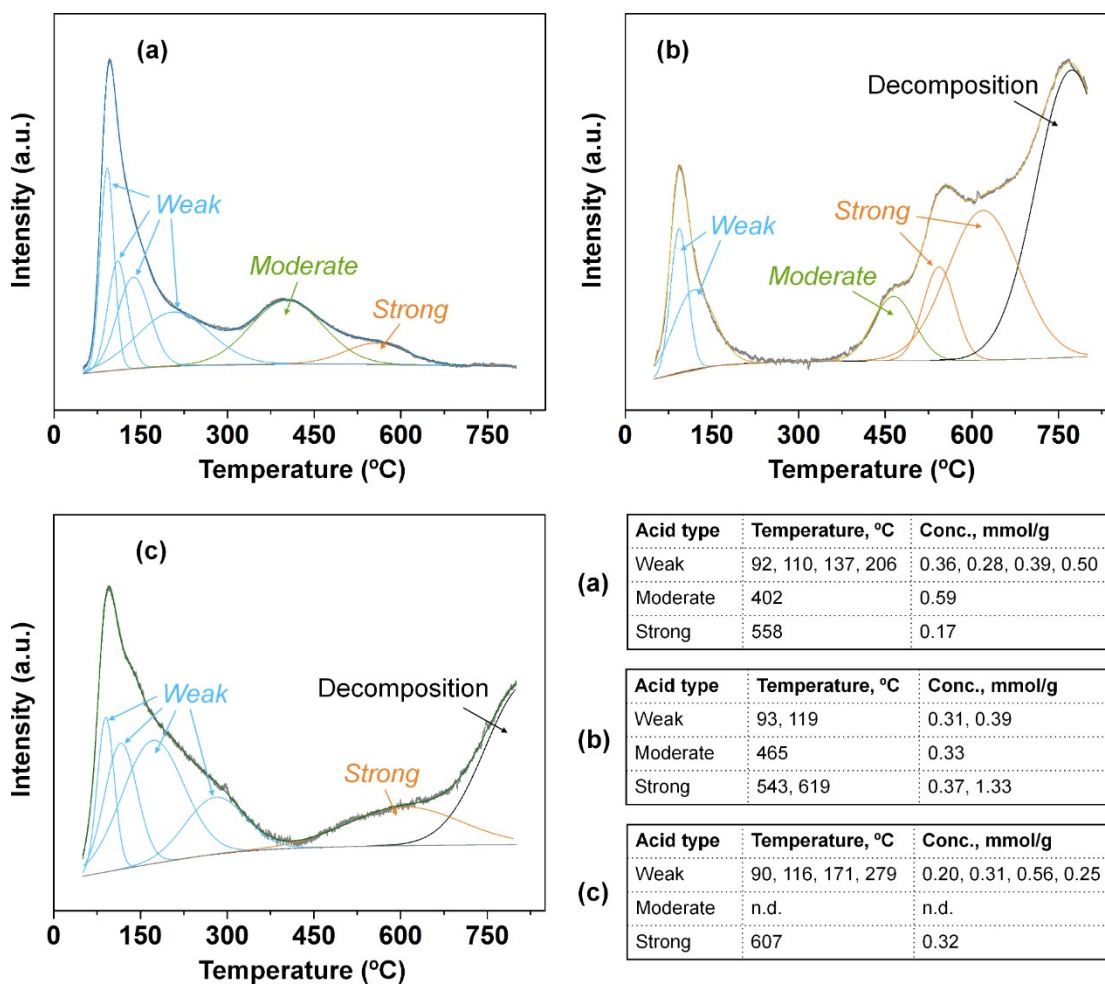 (a)
Weak
Moderate
Strong
Intensity (a.u.)
0 150 300 450 600 750
Temperature (ºC)
(b)
Decomposition
Weak
Strong
Moderate
Intensity (a.u.)
0 150 300 450 600 750
Temperature (ºC)
(c)
Weak
Decomposition
Strong
Intensity (a.u.)
0 150 300 450 600 750
Temperature (ºC)
(a)
Acid type Temperature, ºC Conc., mmol/g
Weak 92, 110, 137, 206 0.36, 0.28, 0.39, 0.50
Moderate 402 0.59
Strong 558 0.17
(b)
Acid type Temperature, ºC Conc., mmol/g
Weak 93, 119 0.31, 0.39
Moderate 465 0.33
Strong 543, 619 0.37, 1.33
(c)
Acid type Temperature, ºC Conc., mmol/g
Weak 90, 116, 171, 279 0.20, 0.31, 0.56, 0.25
Moderate n.d. n.d.
Strong 607 0.32